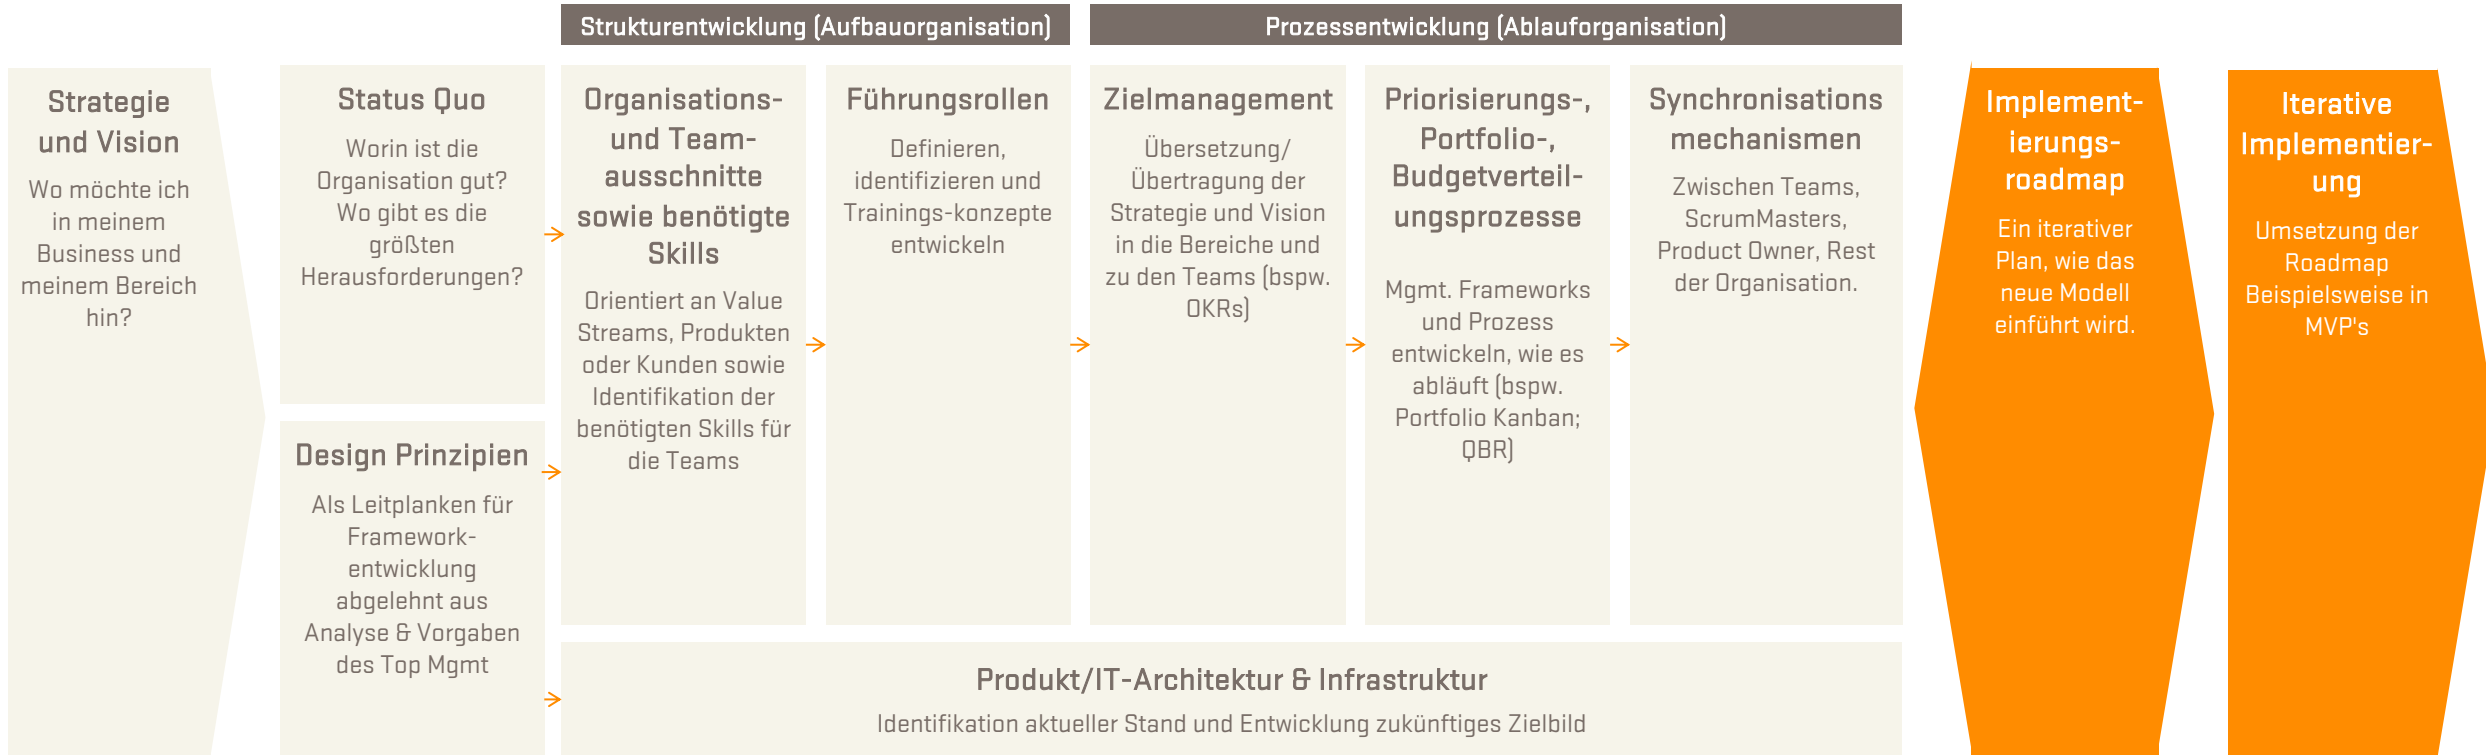 Strukturentwicklung (Aufbauorganisation)
Prozessentwicklung (Ablauforganisation)
Strategie
und Vision
Wo möchte ich
in meinem
Business und
meinem Bereich
hin?
Status Quo
Worin ist die
Organisation gut?
Wo gibt es die
größten
Herausforderungen?
Design Prinzipien
Als Leitplanken für
Framework-
entwicklung
abgelehnt aus
Analyse & Vorgaben
des Top Mgmt
Organisations-
und Team-
ausschnitte
sowie benötigte
Skills
Orientiert an Value
Streams, Produkten
oder Kunden sowie
Identifikation der
benötigten Skills für
die Teams
Führungsrollen
Definieren,
identifizieren und
Trainings-konzepte
entwickeln
Zielmanagement
Übersetzung/
Übertragung der
Strategie und Vision
in die Bereiche und
zu den Teams (bspw.
OKRs)
Priorisierungs-,
Portfolio-,
Budgetverteil-
ungsprozesse
Mgmt. Frameworks
und Prozess
entwickeln, wie es
abläuft (bspw.
Portfolio Kanban;
QBR)
Synchronisations
mechanismen
Zwischen Teams,
ScrumMasters,
Product Owner, Rest
der Organisation.
Produkt/IT-Architektur & Infrastruktur
Identifikation aktueller Stand und Entwicklung zukünftiges Zielbild
Implement-
ierungs-
roadmap
Ein iterativer
Plan, wie das
neue Modell
einführt wird.
Iterative
Implementier-
ung
Umsetzung der
Roadmap
Beispielsweise in
MVP's